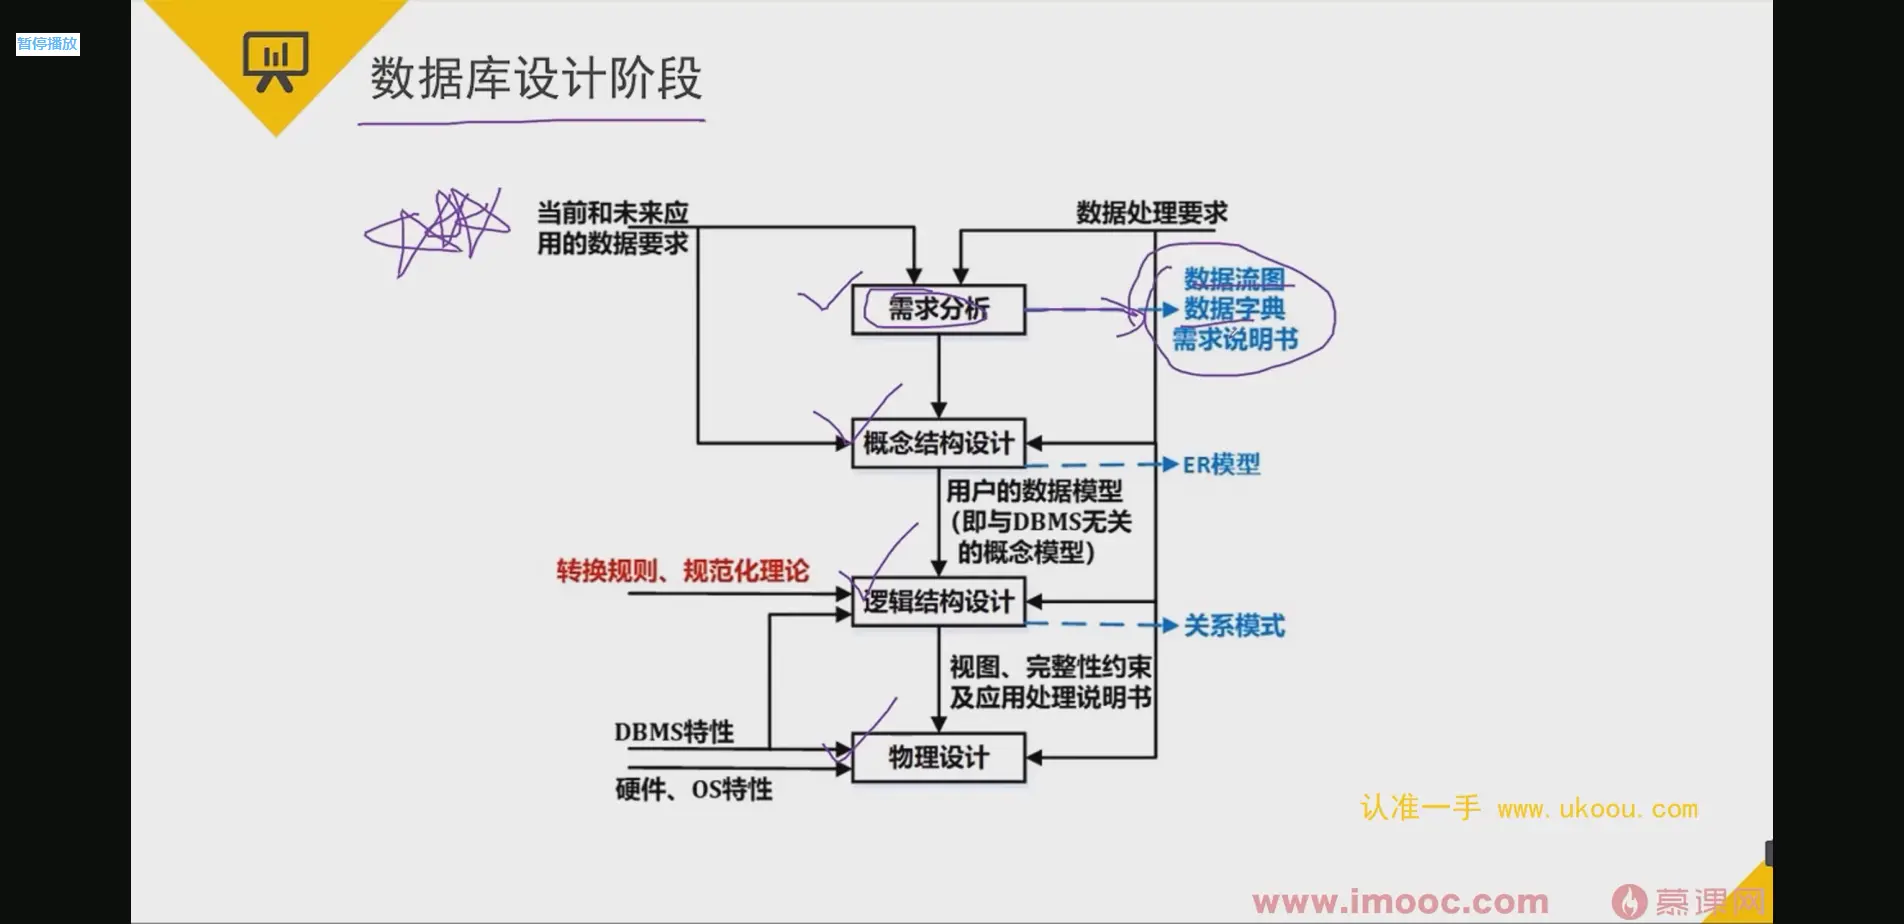 暂停播放
数据库设计阶段
当前和未来应
用的数据要求
数据处理要求
需求分析
数据流图
数据字典
需求说明书
概念结构设计
ER模型
用户的数据模型
(即与DBMS无关
的概念模型)
转换规则、规范化理论
逻辑结构设计
关系模式
视图、完整性约束
及应用处理说明书
DBMS特性
物理设计
硬件、OS特性
认准一手 www.ukoou.com
www.imooc.com
慕课网